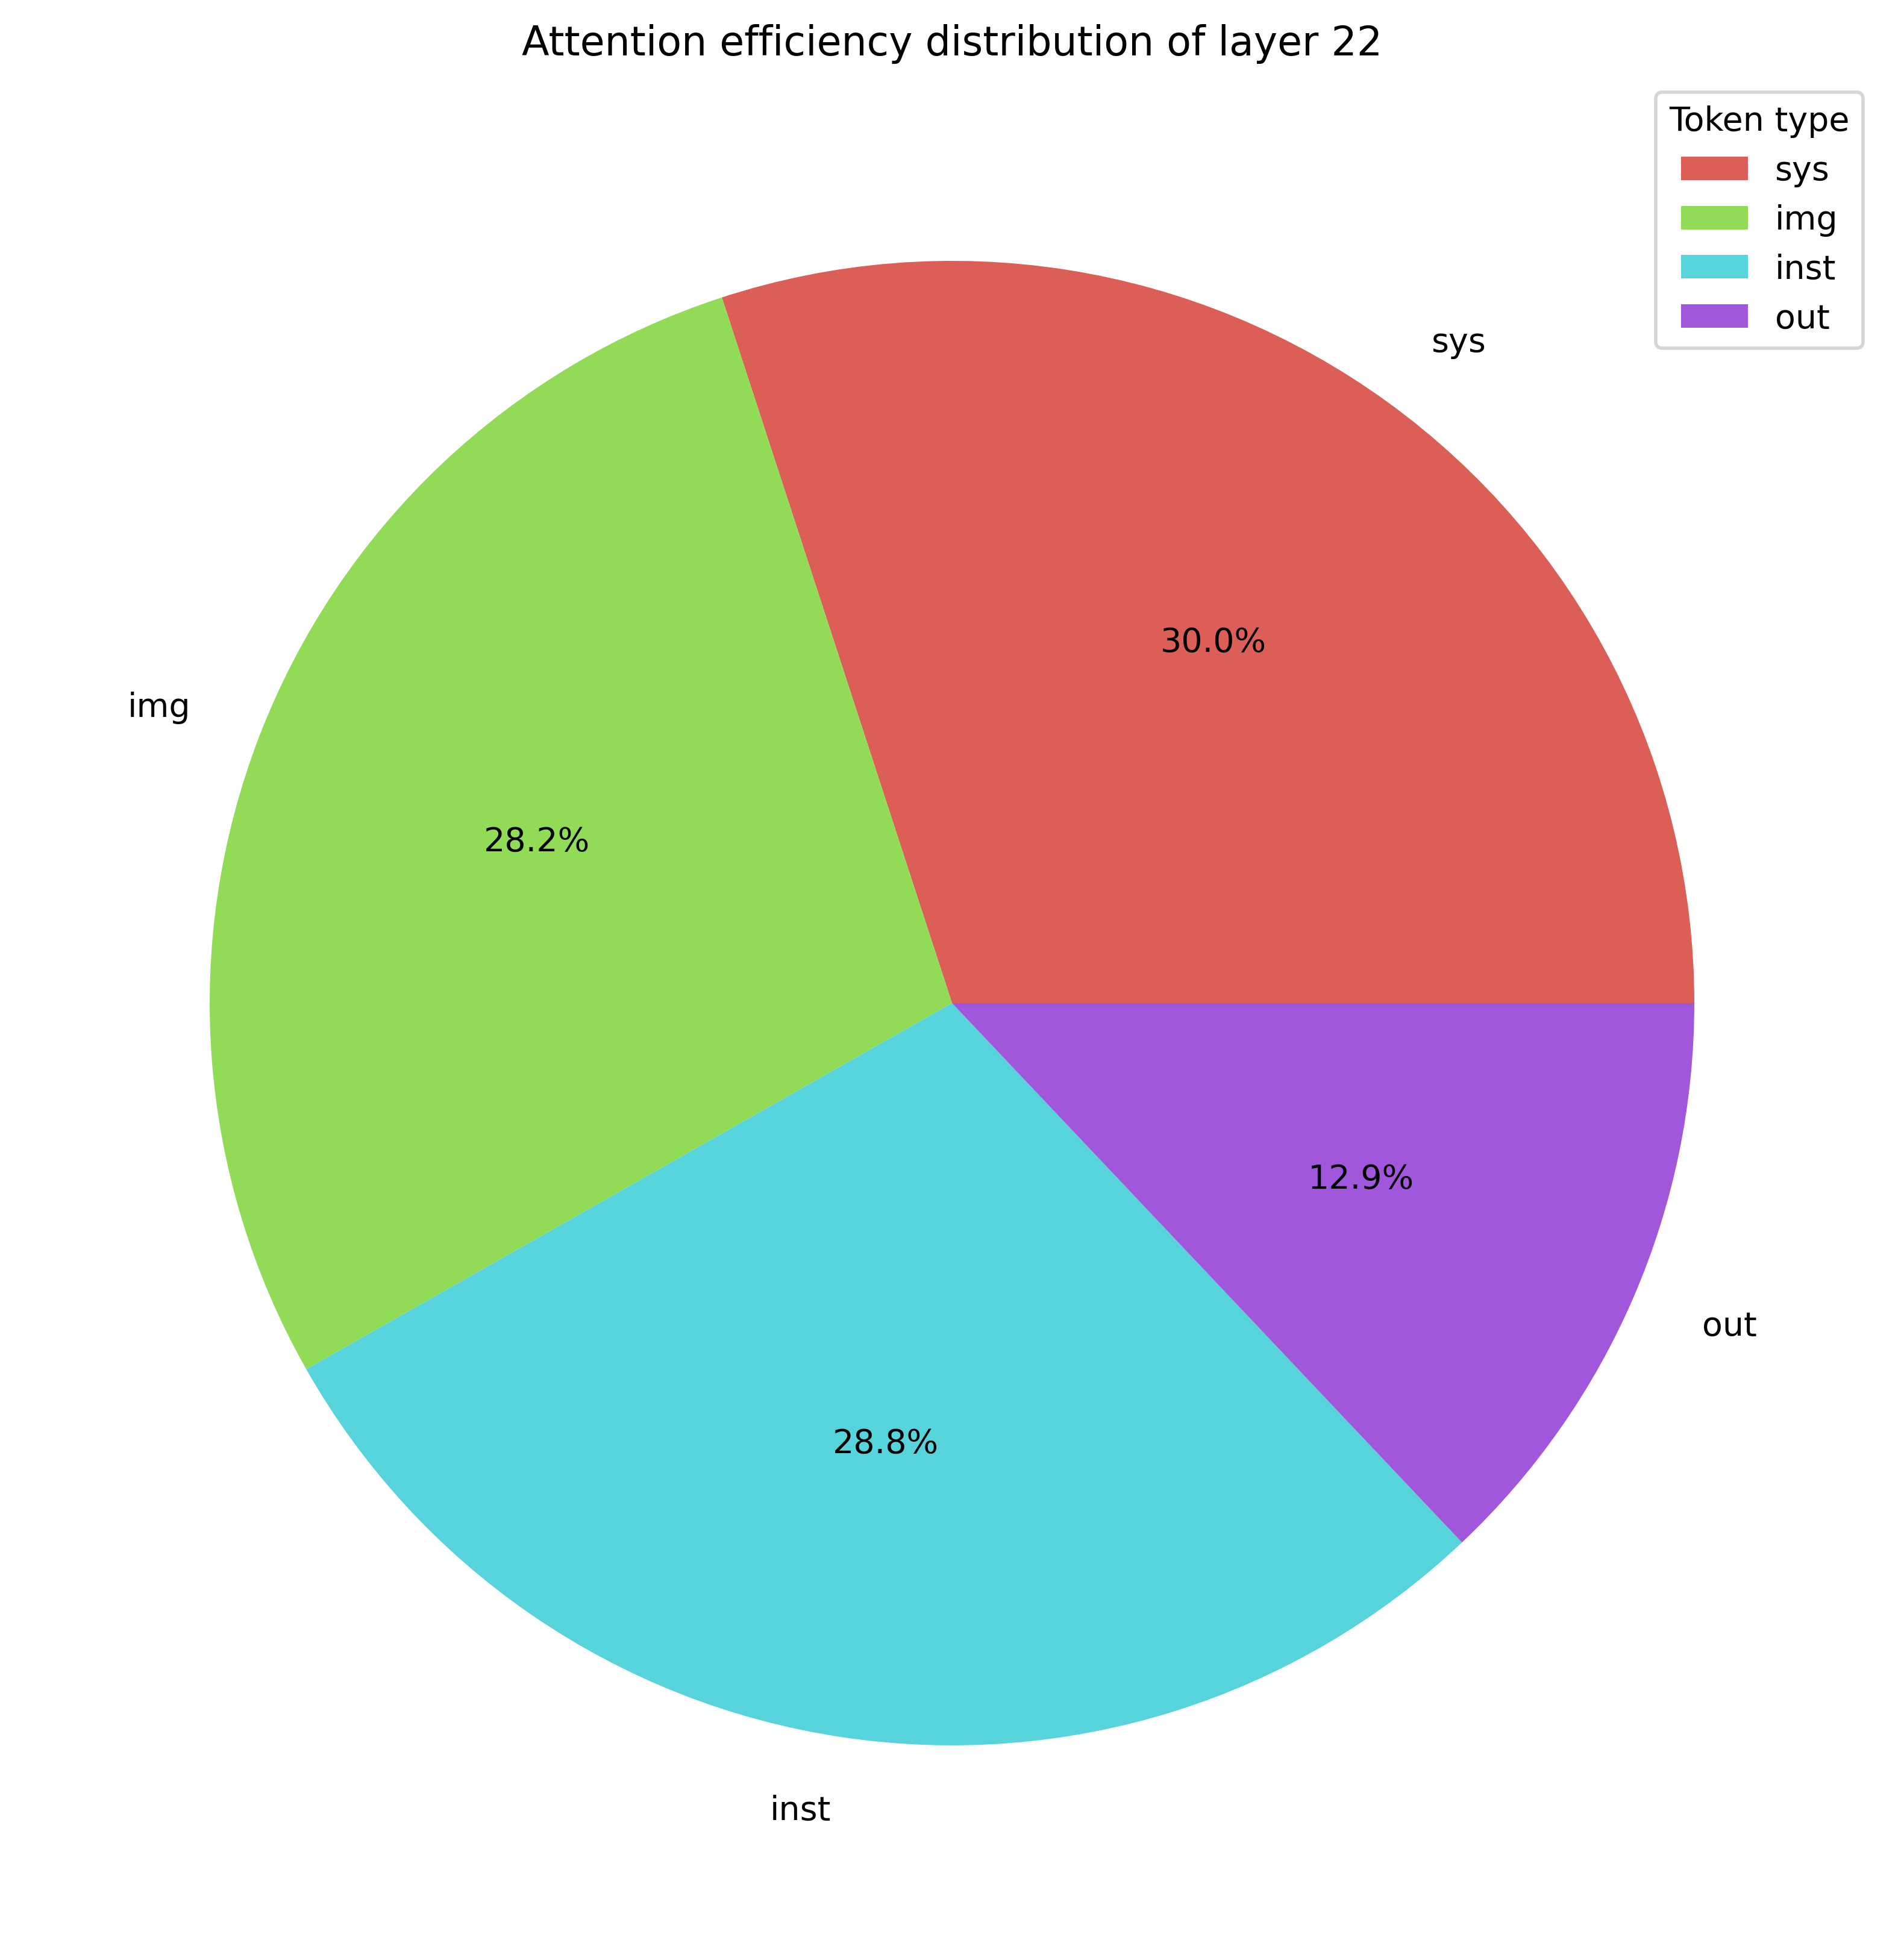 Attention efficiency distribution of layer 22
Token type
sys
img
inst
out
sys
30.0%
img
28.2%
12.9%
out
28.8%
inst